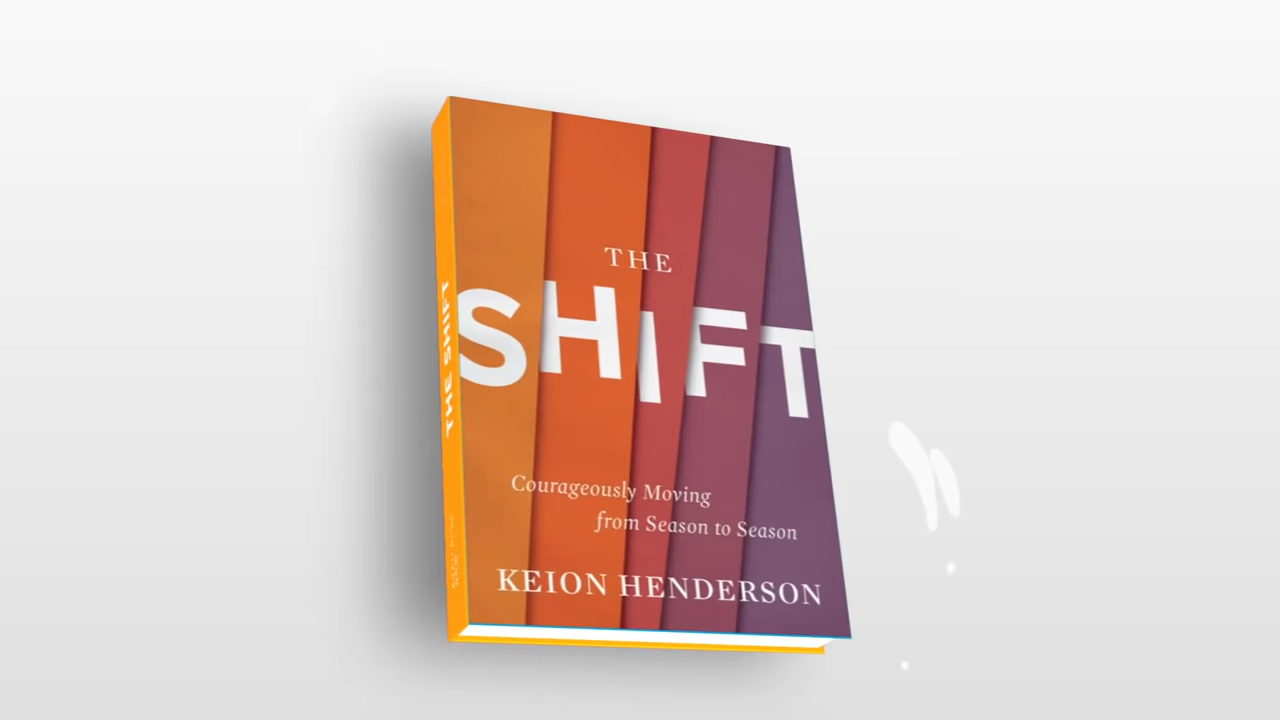 THE
SHIFT
Courageously Moving
from Season to Season
KEION HENDERSON
THE SHIFT